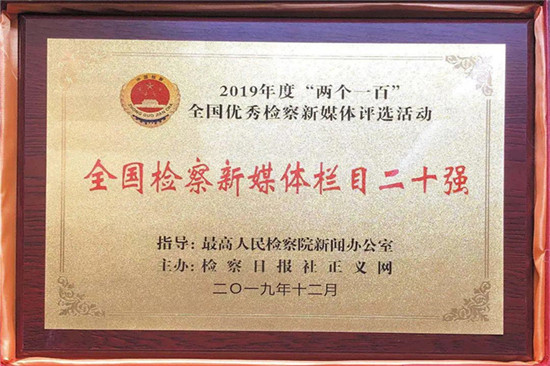 2019年度“两个一百”
全国优秀检察新媒体评选活动
全国检察新媒体栏目二十强
指导：最高人民检察院新闻办公室
主办：检察日报社正义网
二〇一九年十二月